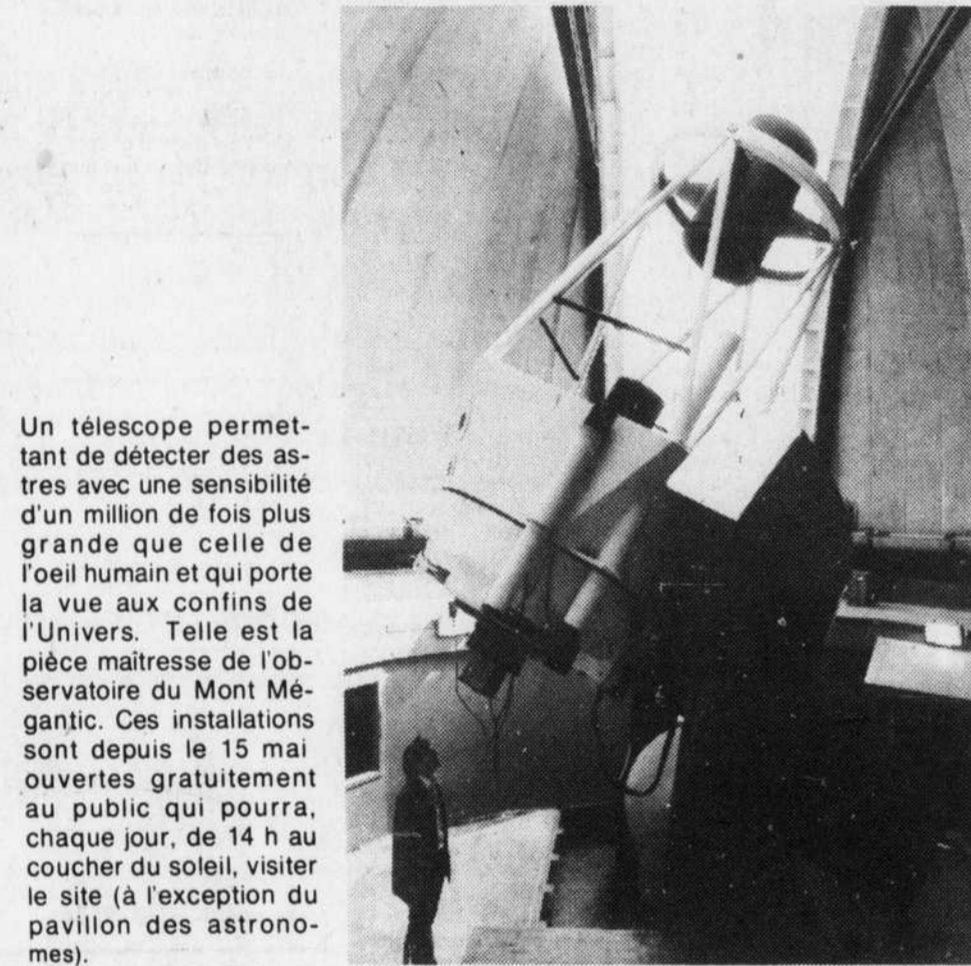 Un télescope permet-
tant de détecter des as-
tres avec une sensibilité
d'un million de fois plus
grande que celle de
l'oeil humain et qui porte
la vue aux confins de
l'Univers. Telle est la
pièce maîtresse de l'ob-
servatoire du Mont Mé-
gantic. Ces installations
sont depuis le 15 mai
ouvertes gratuitement
au public qui pourra,
chaque jour, de 14 h au
coucher du soleil, visiter
le site (à l'exception du
pavillon des astrono-
mes).